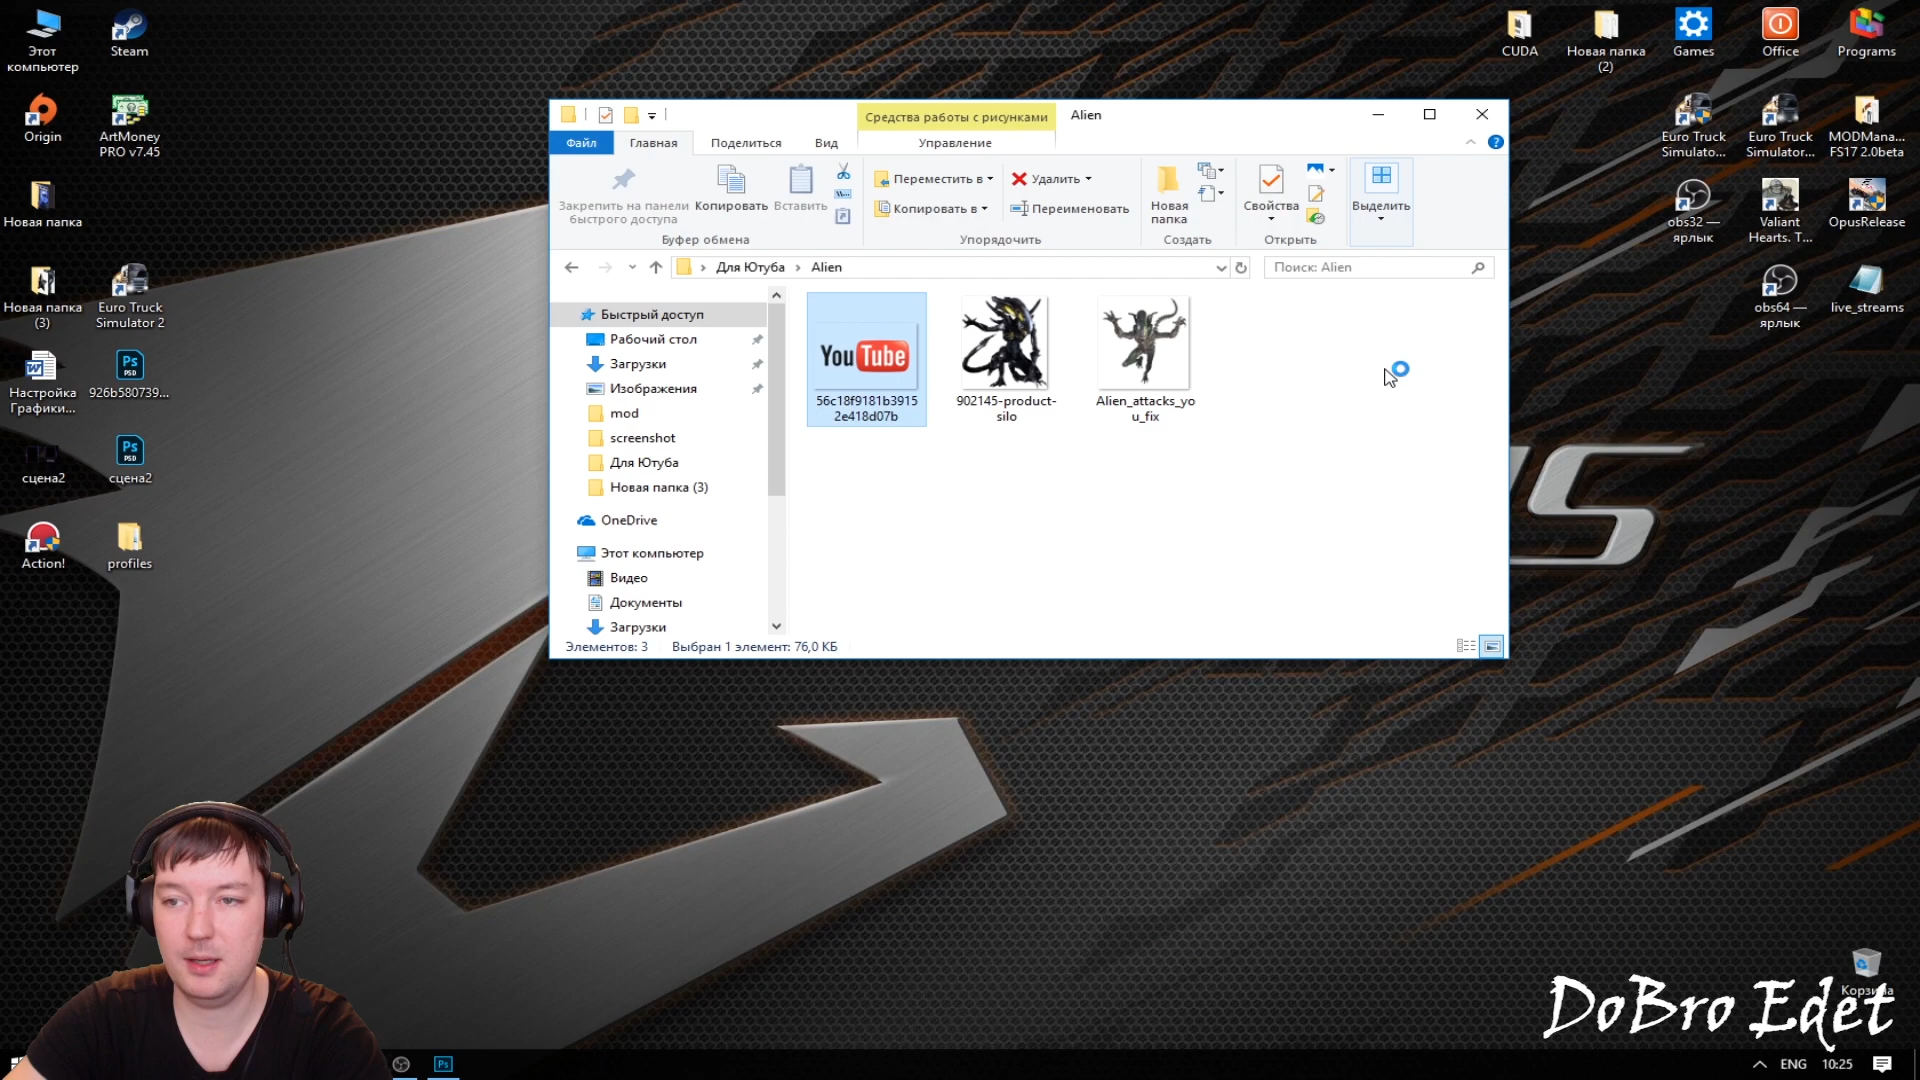 Этот
компьютер
Steam
Origin
ArtMoney
PRO v7.45
Новая папка
Новая папка
(3)
Euro Truck
Simulator 2
Настройка
Графики...
926b580739...
сцена2
сцена2
Action!
profiles
CUDA
Новая папка
(2)
Games
Office
Programs
Euro Truck
Simulato...
Euro Truck
Simulator...
MODMana...
FS17 2.0beta
obs32 —
ярлык
Valiant
Hearts. T...
OpusRelease
obs64 —
ярлык
live_streams
Корзина
Средства работы с рисунками
Alien
Файл
Главная
Поделиться
Вид
Управление
Закрепить на панели
быстрого доступа
Копировать
Вставить
Буфер обмена
Переместить в
Копировать в
Удалить
Переименовать
Упорядочить
Новая
папка
Создать
Свойства
Открыть
Выделить
Для Ютуба
Alien
Поиск: Alien
Быстрый доступ
Рабочий стол
Загрузки
Изображения
mod
screenshot
Для Ютуба
Новая папка (3)
OneDrive
Этот компьютер
Видео
Документы
Загрузки
YouTube
56c18f9181b3915
2e418d07b
902145-product-
silo
Alien_attacks_yo
u_fix
Элементов: 3
Выбран 1 элемент: 76,0 КБ
Ps
PSD
Ps
PSD
Ps
DoBro Edet
ENG
10:25